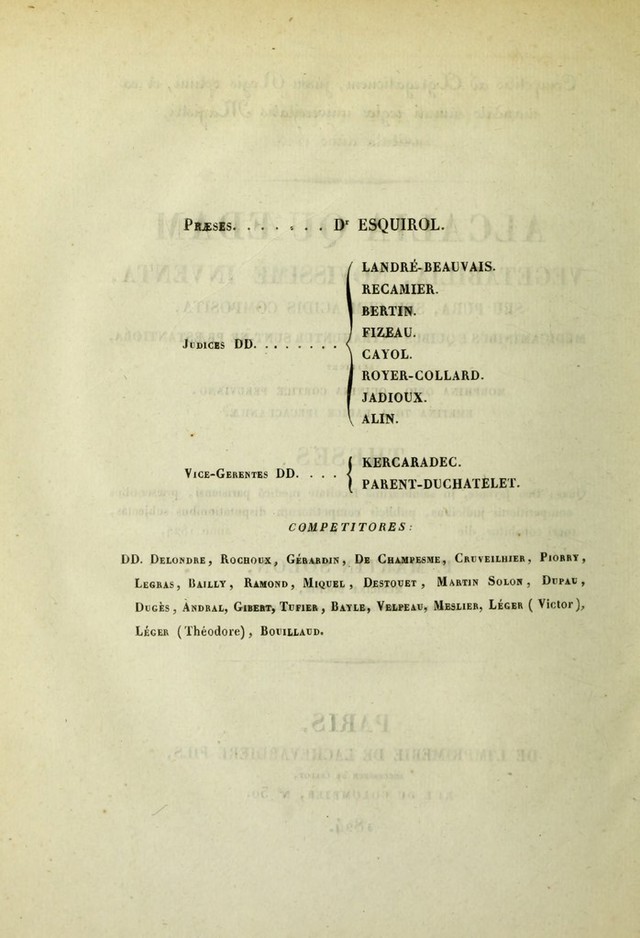 PRÆSES. . . . . . . Dr ESQUIROL.
JUDICES DD. . . . . . . .
LANDRÉ-BEAUVAIS.
RECAMIER.
BERTIN.
FIZEAU.
CAYOL.
ROYER-COLLARD.
JADIOUX.
ALIN.
VICE-GERENTES DD. . . . .
KERCARADEC.
PARENT-DUCHATELET.
COMPETITORES:
DD. DELONDRE, ROCHOUX, GÉRARDIN, DE CHAMPESME, CRUVEILHIER, PIORRY,
LEGRAS, BAILLY, RAMOND, MIQUEL, DESTOUET, MARTIN SOLON, DUPAU,
DUGÈS, ANDRAL, GIBERT, TUFIER, BAYLE, VELPEAU, MESLIER, LÉGER (Victor),
LÉGER (Théodore), BOUILLAUD.